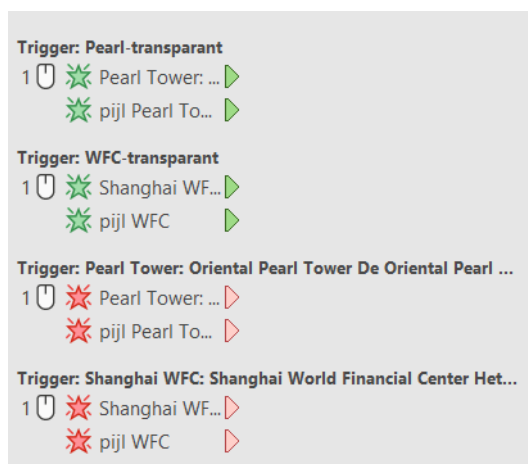 Trigger: Pearl-transparant
1 Pearl Tower: ...
pijl Pearl To...
Trigger: WFC-transparant
1 Shanghai WF...
pijl WFC
Trigger: Pearl Tower: Oriental Pearl Tower De Oriental Pearl ...
1 Pearl Tower: ...
pijl Pearl To...
Trigger: Shanghai WFC: Shanghai World Financial Center Het...
1 Shanghai WF...
pijl WFC